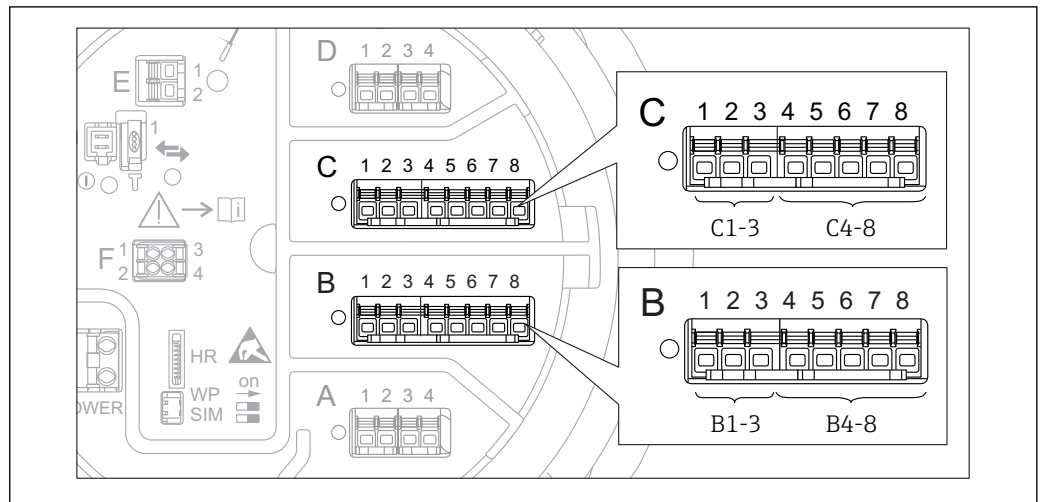 D 1 2 3 4
E 1
2
1
C 1 2 3 4 5 6 7 8
C 1 2 3 4 5 6 7 8
C1-3 C4-8
F 1 3
2 4
B 1 2 3 4 5 6 7 8
B 1 2 3 4 5 6 7 8
B1-3 B4-8
HR
on
WP
SIM
OWER
A 1 2 3 4